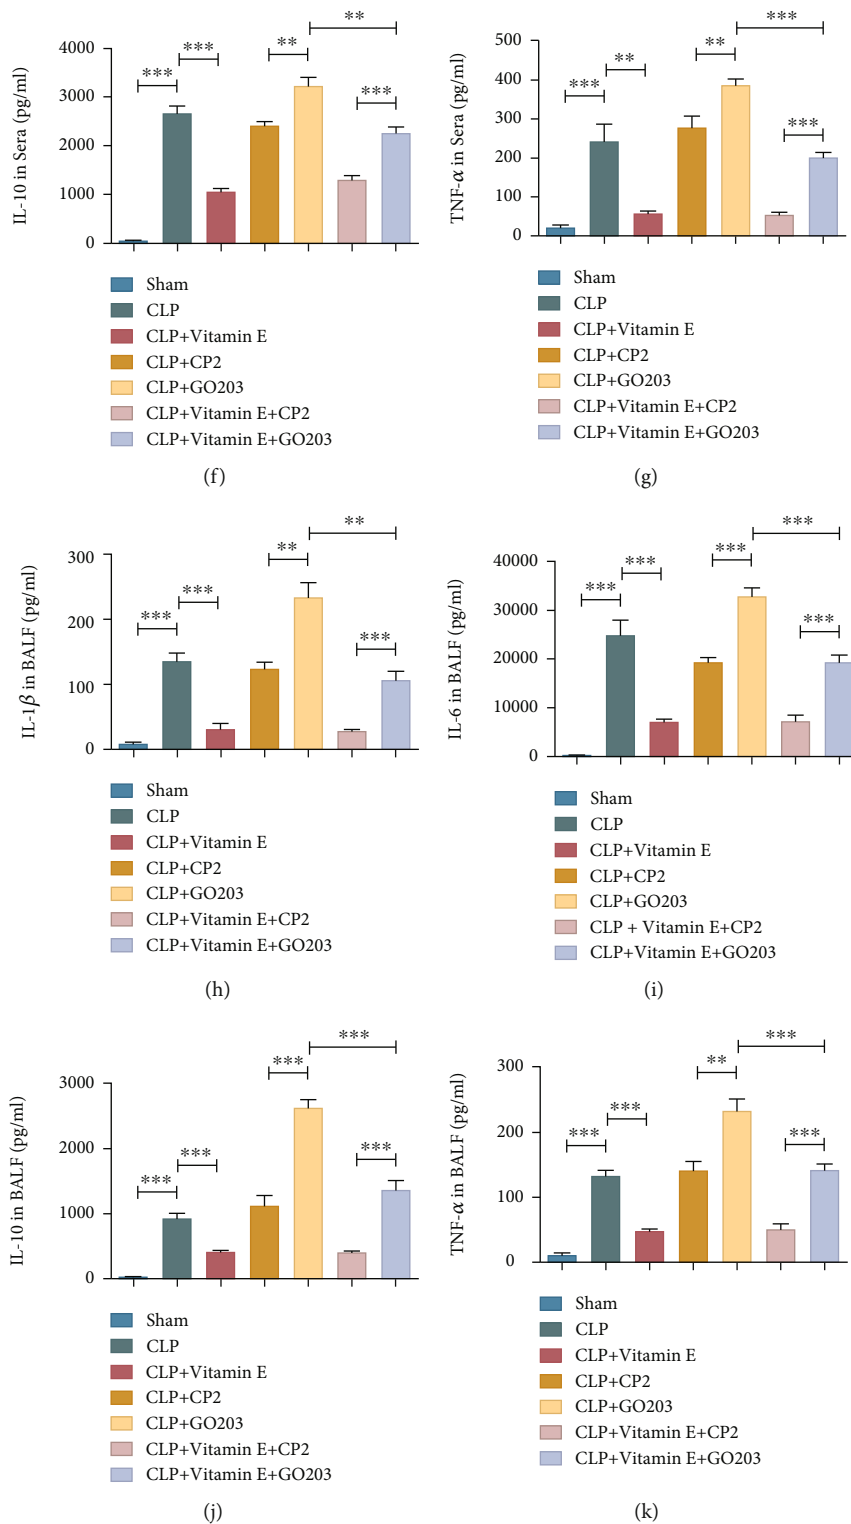 IL-10 in Sera (pg/ml)
4000
3000
2000
1000
0
***
***
**
**
***
Sham
CLP
CLP+Vitamin E
CLP+CP2
CLP+GO203
CLP+Vitamin E+CP2
CLP+Vitamin E+GO203
(f)
TNF-α in Sera (pg/ml)
500
400
300
200
100
0
***
**
**
***
***
Sham
CLP
CLP+Vitamin E
CLP+CP2
CLP+GO203
CLP+Vitamin E+CP2
CLP+Vitamin E+GO203
(g)
IL-1β in BALF (pg/ml)
300
200
100
0
***
***
**
**
***
Sham
CLP
CLP+Vitamin E
CLP+CP2
CLP+GO203
CLP+Vitamin E+CP2
CLP+Vitamin E+GO203
(h)
IL-6 in BALF (pg/ml)
40000
30000
20000
10000
0
***
***
***
***
***
Sham
CLP
CLP+Vitamin E
CLP+CP2
CLP+GO203
CLP + Vitamin E+CP2
CLP+Vitamin E+GO203
(i)
IL-10 in BALF (pg/ml)
3000
2000
1000
0
***
***
***
***
***
Sham
CLP
CLP+Vitamin E
CLP+CP2
CLP+GO203
CLP+Vitamin E+CP2
CLP+Vitamin E+GO203
(j)
TNF-α in BALF (pg/ml)
300
200
100
0
***
***
**
***
***
Sham
CLP
CLP+Vitamin E
CLP+CP2
CLP+GO203
CLP+Vitamin E+CP2
CLP+Vitamin E+GO203
(k)